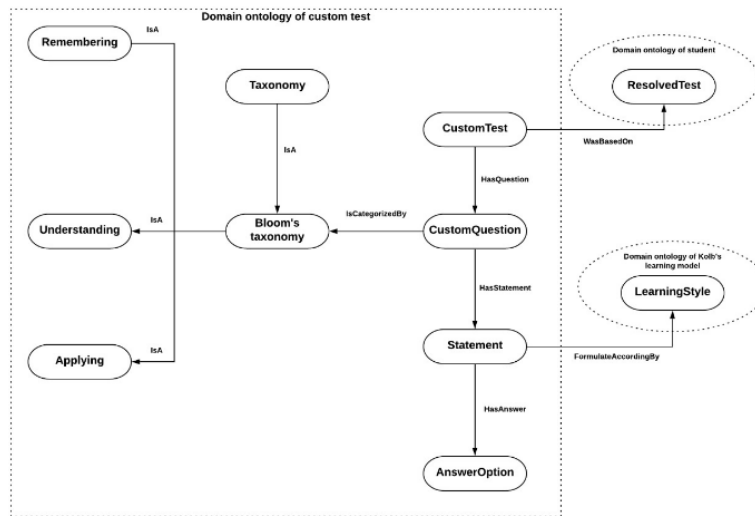 Domain ontology of custom test
Remembering
IsA
Domain ontology of student
ResolvedTest
Taxonomy
CustomTest
WasBasedOn
IsA
HasQuestion
IsCategorizedBy
Understanding
IsA
Bloom's
taxonomy
CustomQuestion
Domain ontology of Kolb's
learning model
LearningStyle
HasStatement
Statement
FormulateAccordingBy
IsA
Applying
HasAnswer
AnswerOption